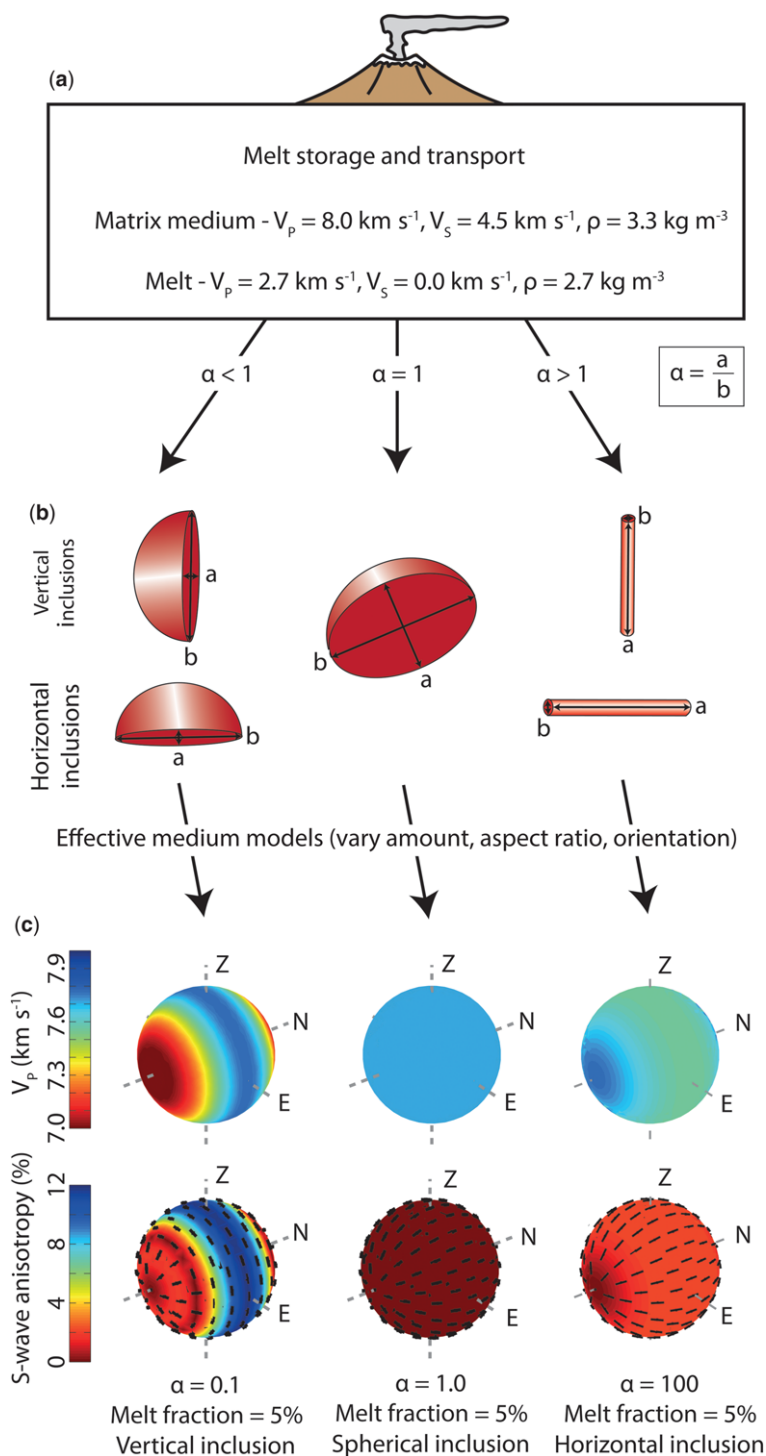 (a)
Melt storage and transport
Matrix medium - V_P = 8.0 km s⁻¹, V_S = 4.5 km s⁻¹, ρ = 3.3 kg m⁻³
Melt - V_P = 2.7 km s⁻¹, V_S = 0.0 km s⁻¹, ρ = 2.7 kg m⁻³
α < 1
α = 1
α > 1
α = a/b
(b)
Vertical
inclusions
a
b
b
a
b
a
Horizontal
inclusions
a
b
b
a
Effective medium models (vary amount, aspect ratio, orientation)
(c)
V_P (km s⁻¹)
7.9
7.6
7.3
7.0
Z
N
E
Z
N
E
Z
N
E
S-wave anisotropy (%)
12
8
4
0
Z
N
E
Z
N
E
Z
N
E
α = 0.1
Melt fraction = 5%
Vertical inclusion
α = 1.0
Melt fraction = 5%
Spherical inclusion
α = 100
Melt fraction = 5%
Horizontal inclusion